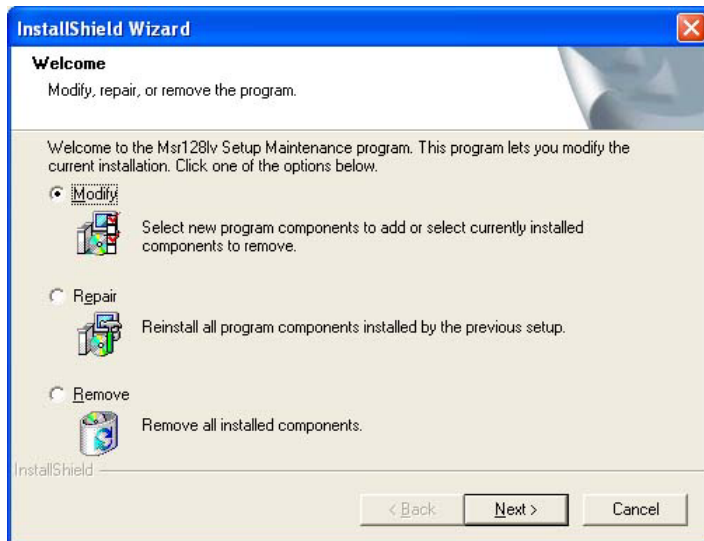 InstallShield Wizard
Welcome
Modify, repair, or remove the program.
Welcome to the Msr128lv Setup Maintenance program. This program lets you modify the
current installation. Click one of the options below.
Modify
Select new program components to add or select currently installed
components to remove.
Repair
Reinstall all program components installed by the previous setup.
Remove
Remove all installed components.
InstallShield
< Back
Next >
Cancel